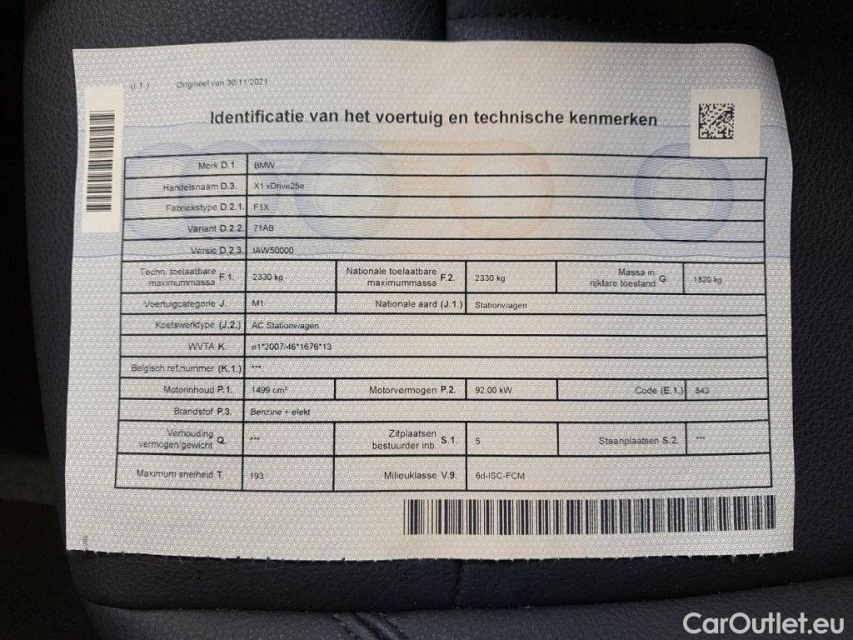 (I.1.) Origineel van 30/11/2021
Identificatie van het voertuig en technische kenmerken
Merk D.1. BMW
Handelsnaam D.3. X1 xDrive25e
Fabriekstype D.2.1. F1X
Variant D.2.2. 71AB
Versie D.2.3. IAW50000
Techn. toelaatbare maximummassa F.1. 2330 kg Nationale toelaatbare maximummassa F.2. 2330 kg Massa in rijklare toestand G. 1820 kg
Voertuigcategorie J. M1 Nationale aard (J.1.) Stationwagen
Koetswerktype (J.2.) AC Stationwagen
WVTA K. e1*2007/46*1676*13
Belgisch ref.nummer (K.1.) ***
Motorinhoud P.1. 1499 cm³ Motorvermogen P.2. 92.00 kW Code (E.1.) 843
Brandstof P.3. Benzine + elekt
Verhouding vermogen/gewicht Q. *** Zitplaatsen bestuurder inb. S.1. 5 Staanplaatsen S.2. ***
Maximum snelheid T. 193 Milieuklasse V.9. 6d-ISC-FCM
CarOutlet.eu